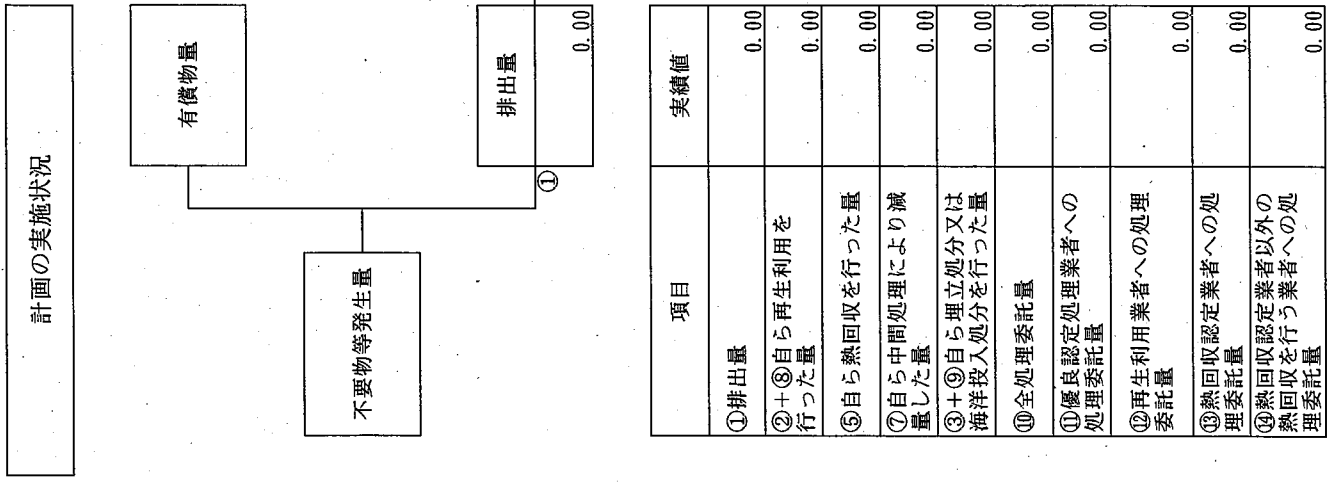 計画の実施状況
有償物量
不要物等発生量
排出量
①
0.00
項目
実績値
①排出量
0.00
②+⑧自ら再生利用を
行った量
0.00
⑤自ら熱回収を行った量
0.00
⑦自ら中間処理により減
量した量
0.00
③+⑨自ら埋立処分又は
海洋投入処分を行った量
0.00
⑩全処理委託量
0.00
⑪優良認定処理業者への
処理委託量
0.00
⑫再生利用業者への処理
委託量
0.00
⑬熱回収認定業者への処
理委託量
0.00
⑭熱回収認定業者以外の
熱回収を行う業者への処
理委託量
0.00